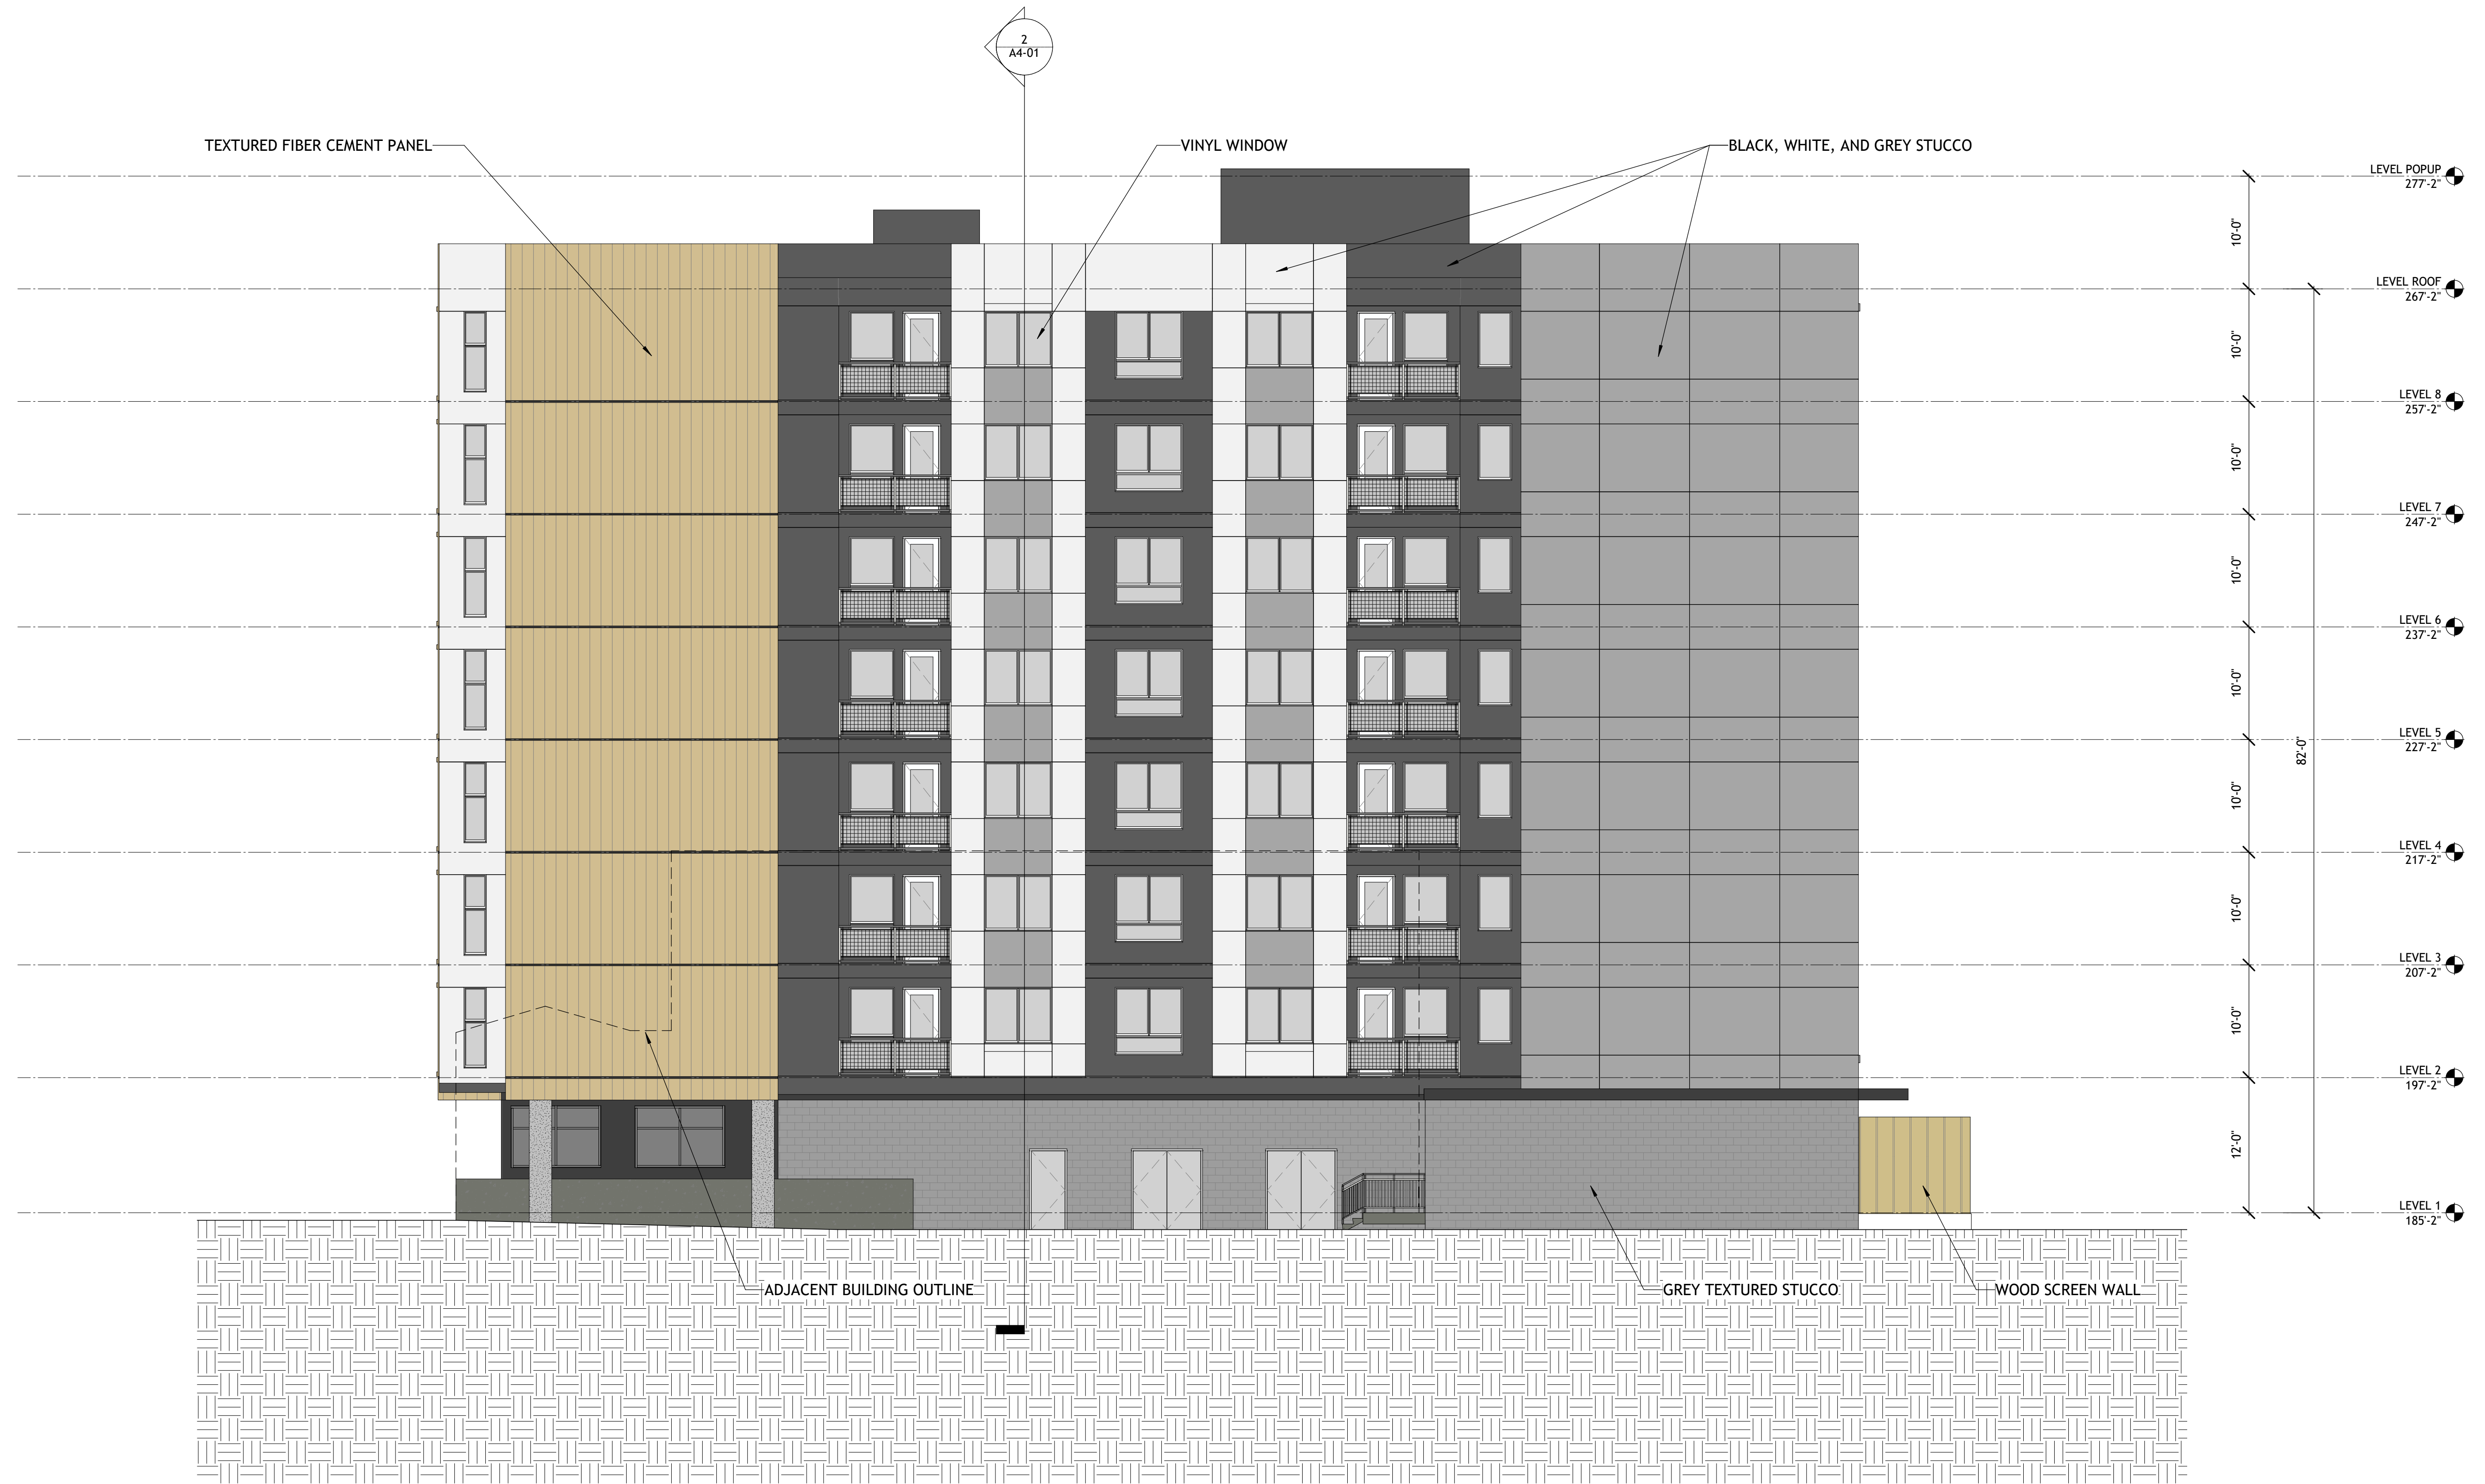 2
A4-01
TEXTURED FIBER CEMENT PANEL
VINYL WINDOW
BLACK, WHITE, AND GREY STUCCO
LEVEL POPUP
277'-2"
10'-0"
LEVEL ROOF
267'-2"
10'-0"
LEVEL 8
257'-2"
10'-0"
LEVEL 7
247'-2"
10'-0"
LEVEL 6
237'-2"
10'-0"
LEVEL 5
227'-2"
82'-0"
10'-0"
LEVEL 4
217'-2"
10'-0"
LEVEL 3
207'-2"
10'-0"
LEVEL 2
197'-2"
12'-0"
LEVEL 1
185'-2"
ADJACENT BUILDING OUTLINE
GREY TEXTURED STUCCO
WOOD SCREEN WALL